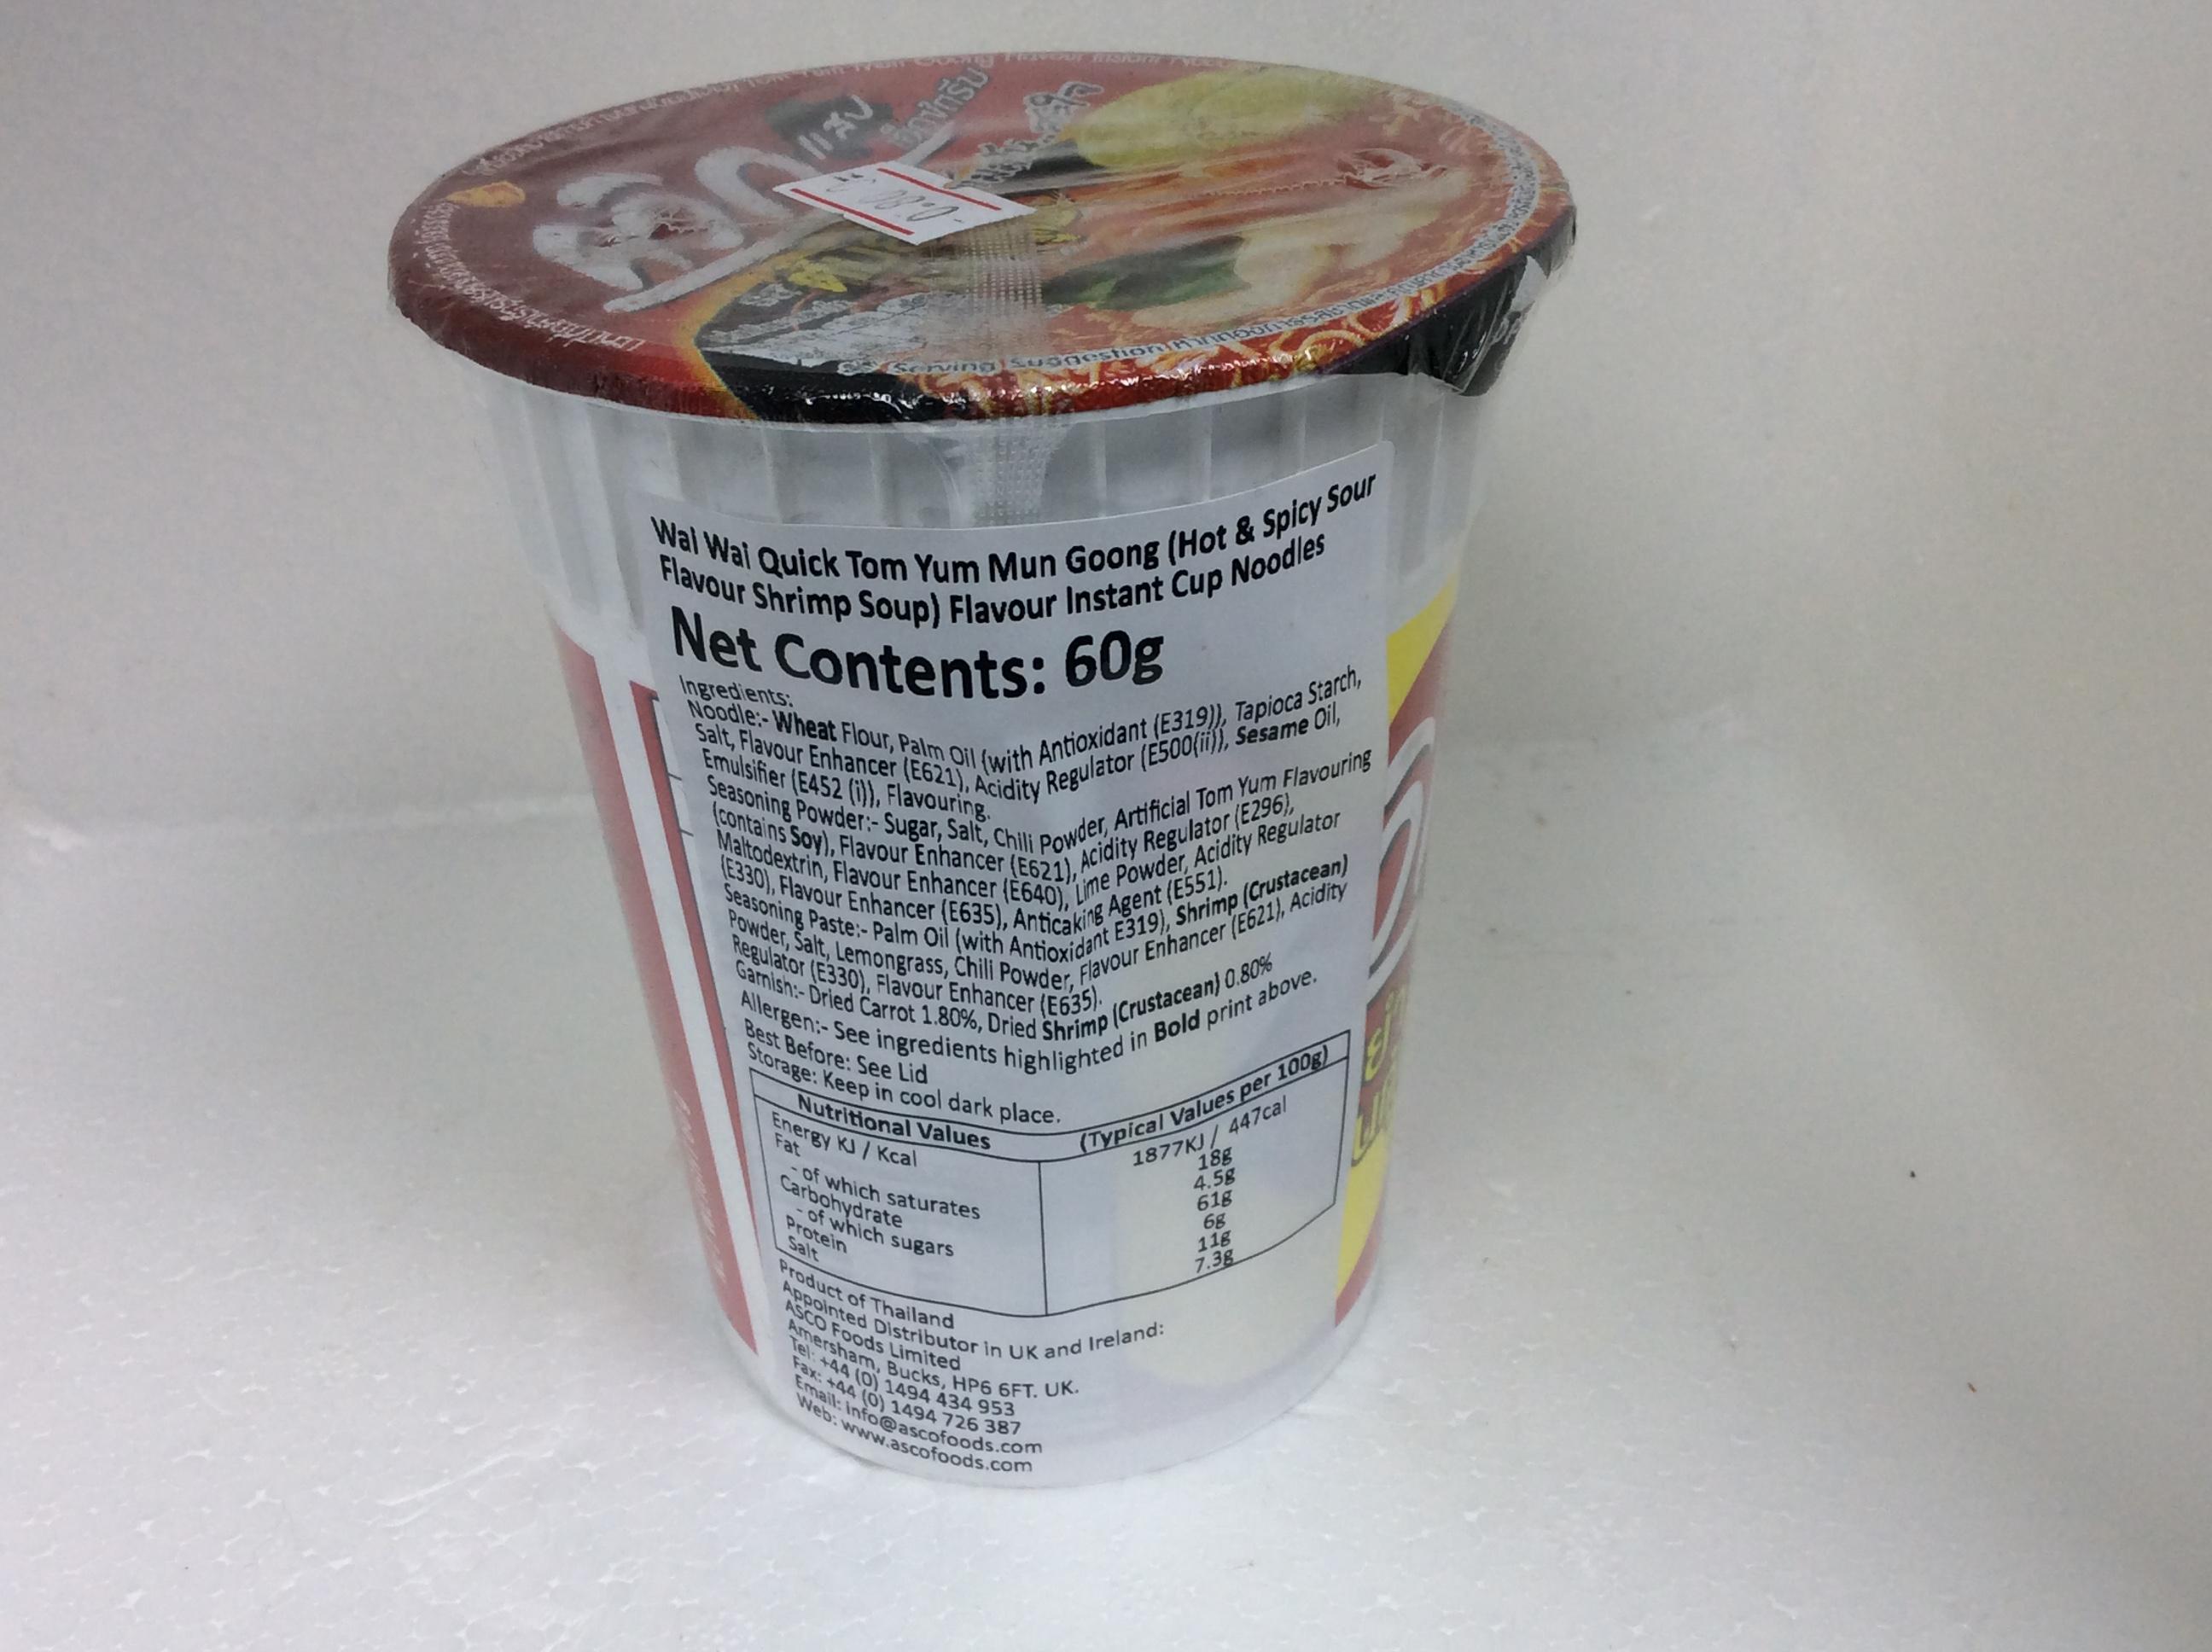 แสบ
Serving Suggestion
Wai Wai Quick Tom Yum Mun Goong (Hot & Spicy Sour
Flavour Shrimp Soup) Flavour Instant Cup Noodles
Net Contents: 60g
Ingredients:
Noodle:- Wheat Flour, Palm Oil (with Antioxidant (E319)), Tapioca Starch,
Salt, Flavour Enhancer (E621), Acidity Regulator (E500(ii)), Sesame Oil,
Emulsifier (E452 (i)), Flavouring.
Seasoning Powder:- Sugar, Salt, Chili Powder, Artificial Tom Yum Flavouring
(contains Soy), Flavour Enhancer (E621), Acidity Regulator (E296),
Maltodextrin, Flavour Enhancer (E640), Lime Powder, Acidity Regulator
(E330), Flavour Enhancer (E635), Anticaking Agent (E551).
Seasoning Paste:- Palm Oil (with Antioxidant E319), Shrimp (Crustacean)
Powder, Salt, Lemongrass, Chili Powder, Flavour Enhancer (E621), Acidity
Regulator (E330), Flavour Enhancer (E635).
Garnish:- Dried Carrot 1.80%, Dried Shrimp (Crustacean) 0.80%
Allergen:- See ingredients highlighted in Bold print above.
Best Before: See Lid
Storage: Keep in cool dark place.
Nutritional Values (Typical Values per 100g)
Energy KJ / Kcal 1877KJ / 447cal
Fat 18g
- of which saturates 4.5g
Carbohydrate 61g
- of which sugars 6g
Protein 11g
Salt 7.3g
Product of Thailand
Appointed Distributor in UK and Ireland:
ASCO Foods Limited
Amersham, Bucks, HP6 6FT. UK.
Tel: +44 (0) 1494 434 953
Fax: +44 (0) 1494 726 387
Email: info@ascofoods.com
Web: www.ascofoods.com